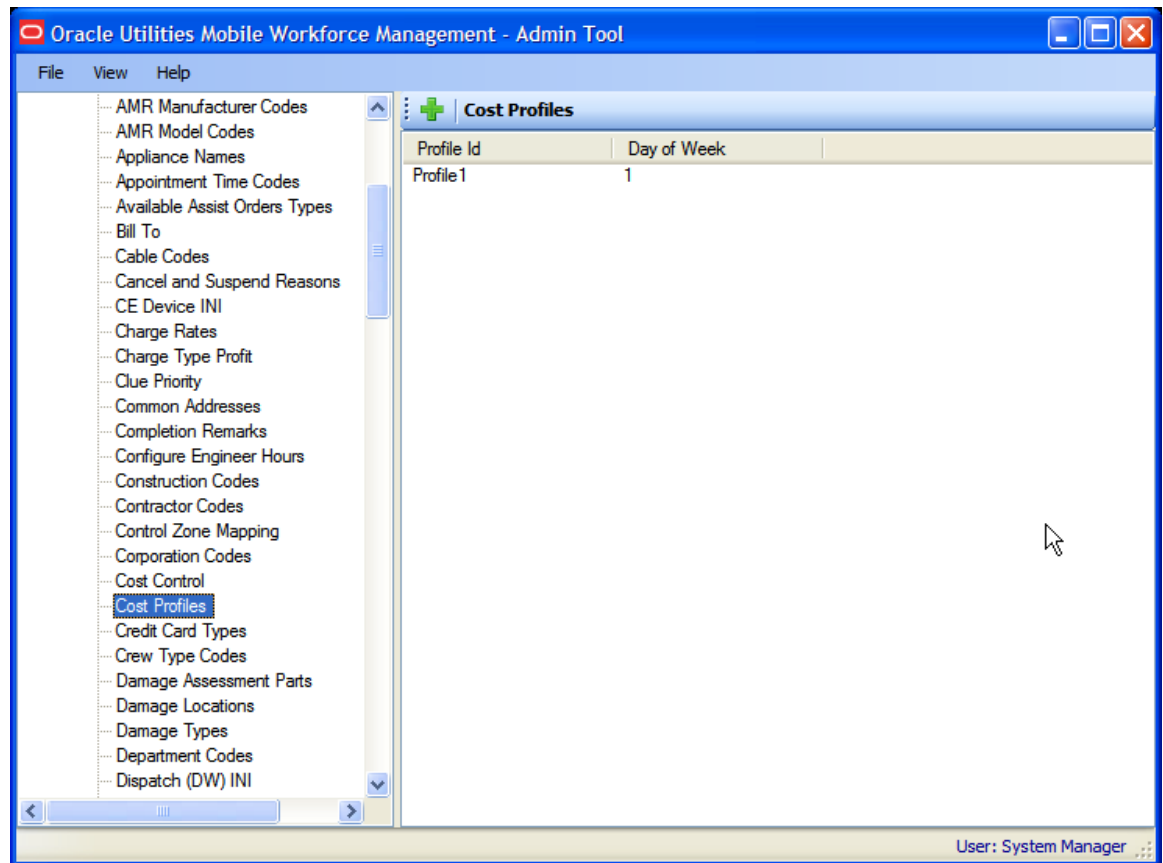 Oracle Utilities Mobile Workforce Management - Admin Tool
File View Help
AMR Manufacturer Codes
AMR Model Codes
Appliance Names
Appointment Time Codes
Available Assist Orders Types
Bill To
Cable Codes
Cancel and Suspend Reasons
CE Device INI
Charge Rates
Charge Type Profit
Clue Priority
Common Addresses
Completion Remarks
Configure Engineer Hours
Construction Codes
Contractor Codes
Control Zone Mapping
Corporation Codes
Cost Control
Cost Profiles
Credit Card Types
Crew Type Codes
Damage Assessment Parts
Damage Locations
Damage Types
Department Codes
Dispatch (DW) INI
Cost Profiles
Profile Id Day of Week
Profile1 1
User: System Manager